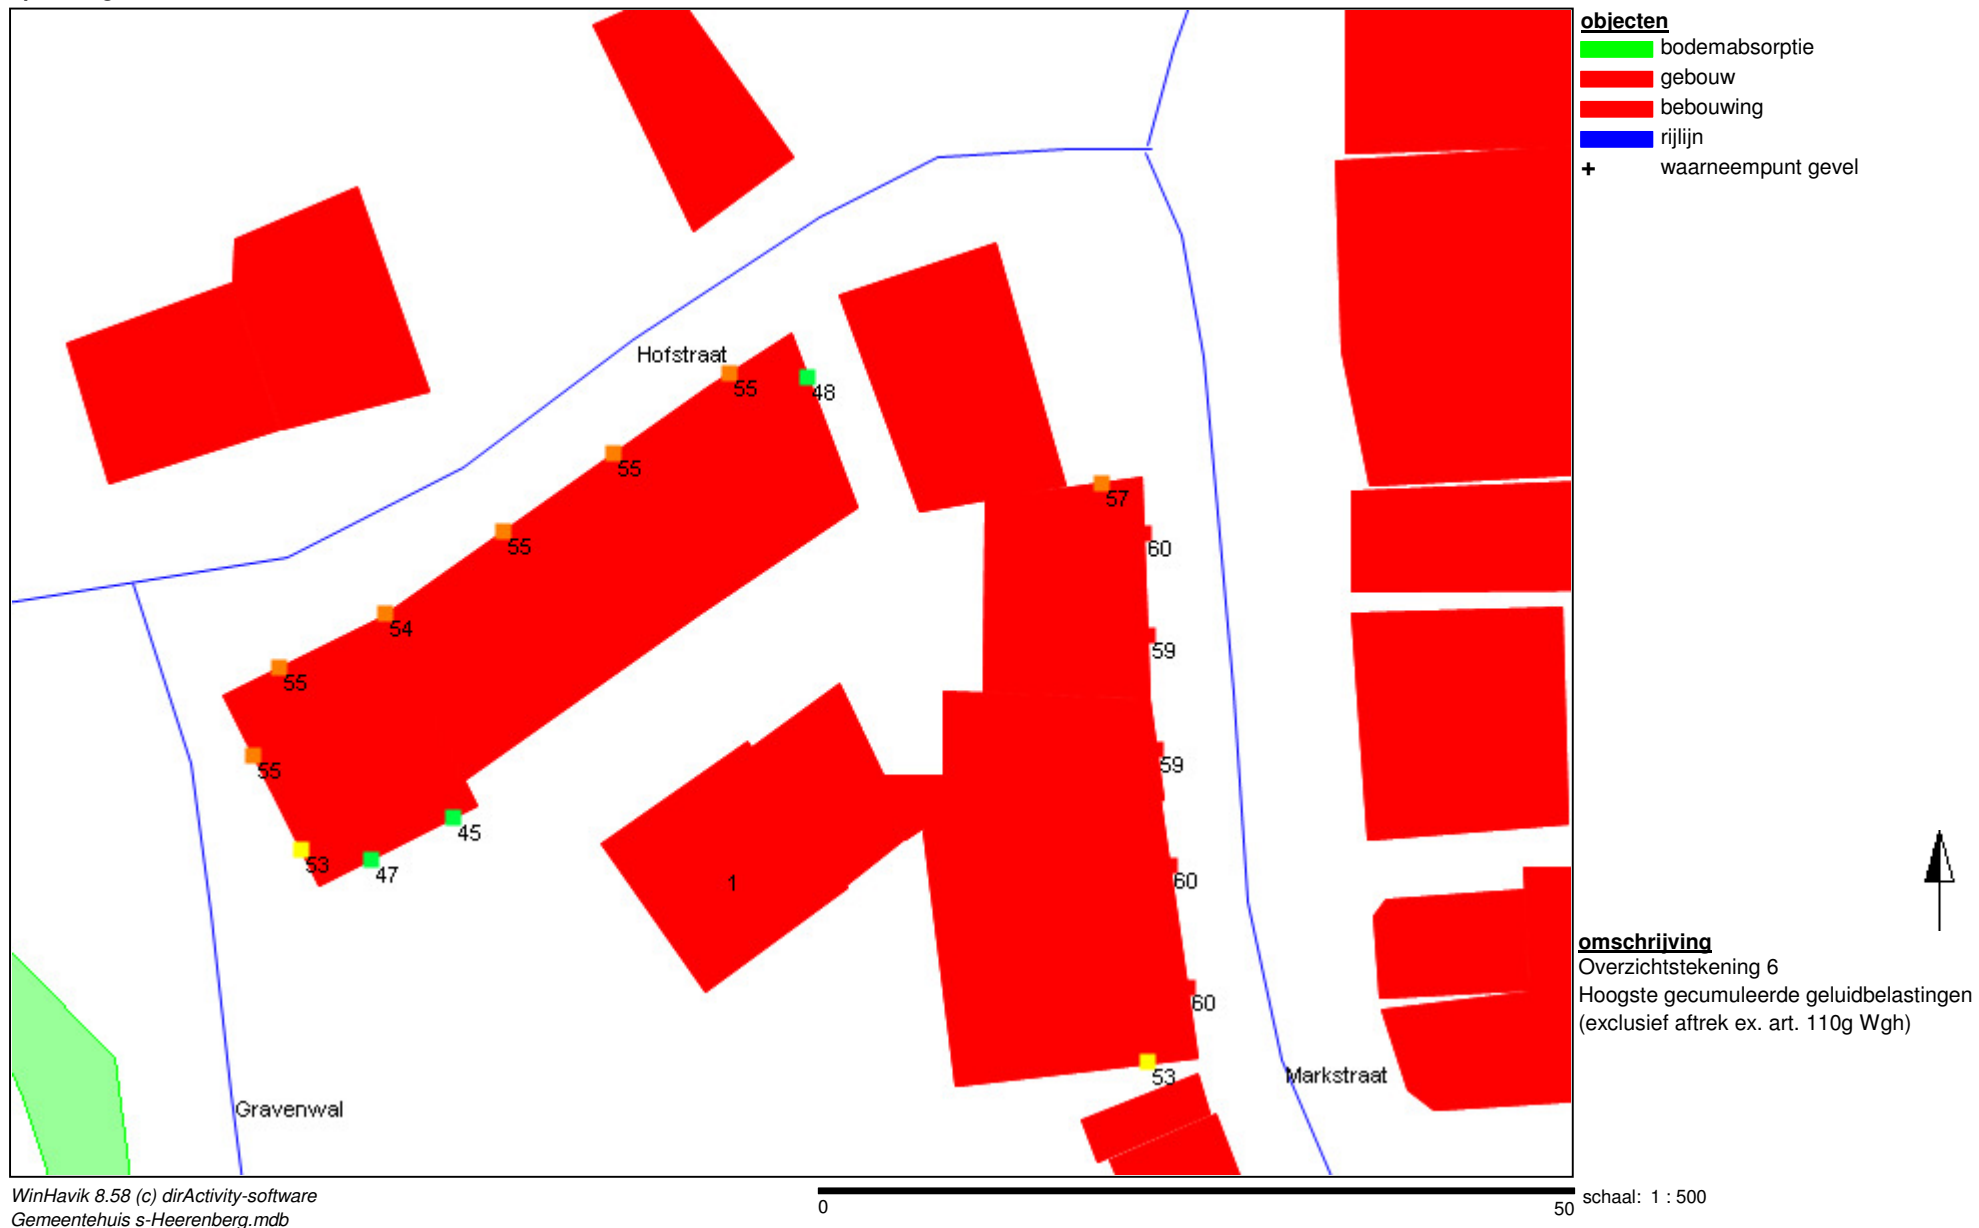 objecten
bodemabsorptie
gebouw
bebouwing
rijlijn
+ waarneempunt gevel
Hofstraat
55
48
55
57
55
60
54
59
55
55
59
45
53
47
1
60
60
53
Markstraat
Gravenwal
omschrijving
Overzichtstekening 6
Hoogste gecumuleerde geluidbelastingen
(exclusief aftrek ex. art. 110g Wgh)
WinHavik 8.58 (c) dirActivity-software
Gemeentehuis s-Heerenberg.mdb
0
50
schaal: 1 : 500